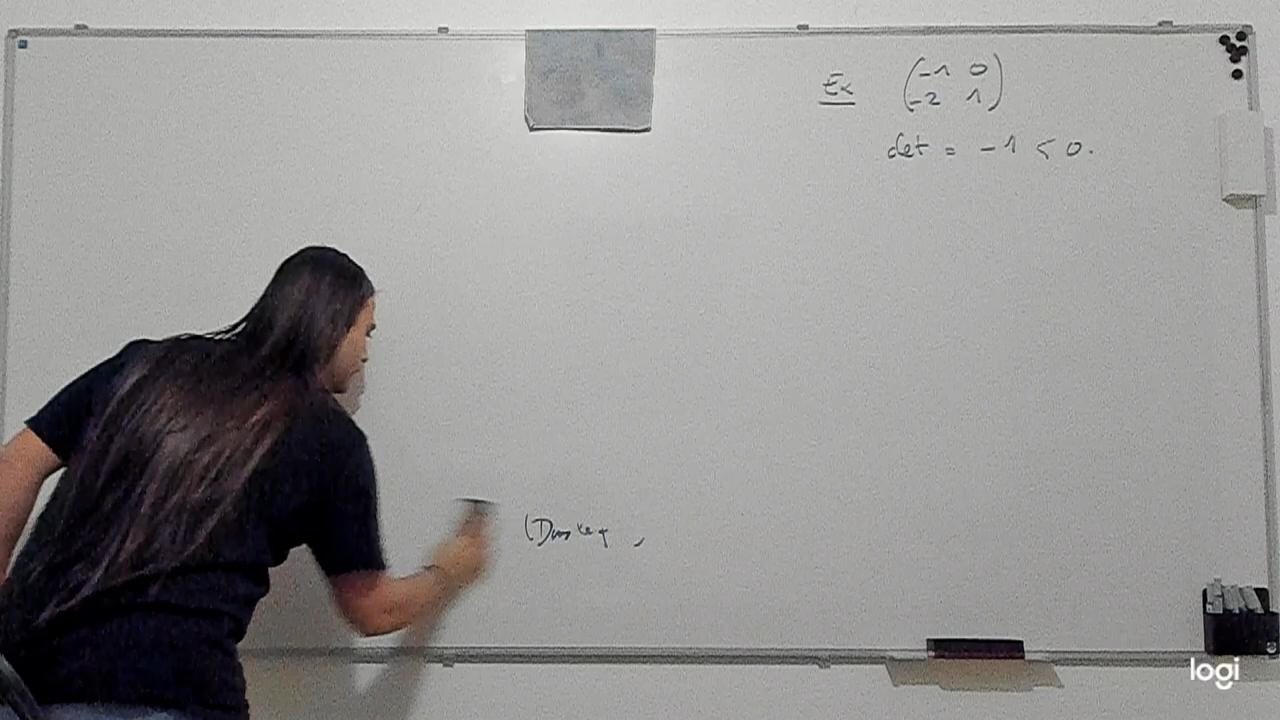 Ex (-1 0
-2 1)
det = -1 < 0.
logi